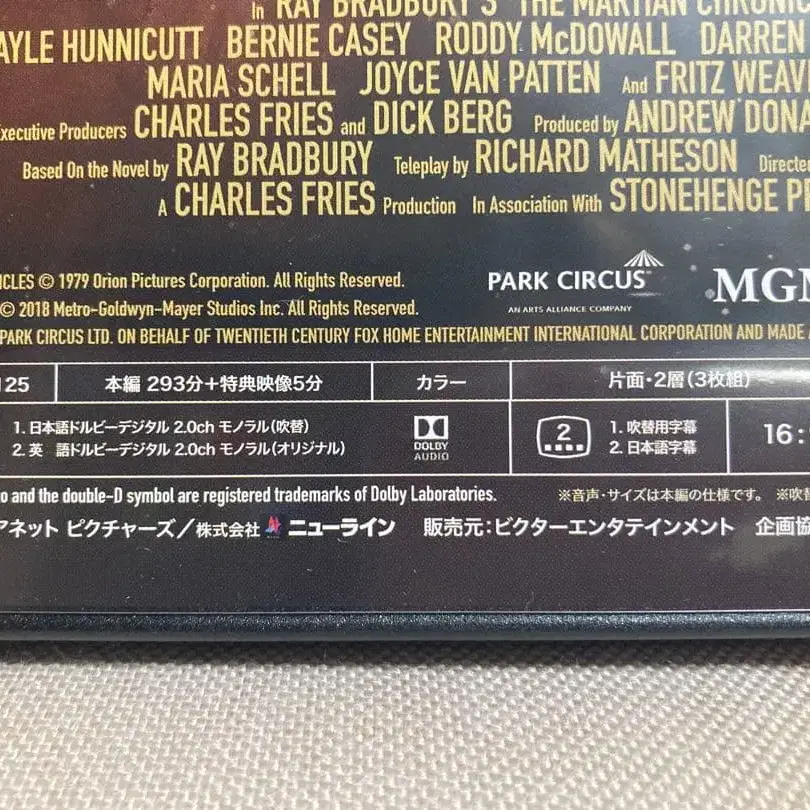 In RAY BRADBURY'S "THE MARTIAN CHRONIC
AYLE HUNNICUTT BERNIE CASEY RODDY McDOWALL DARREN
MARIA SCHELL JOYCE VAN PATTEN And FRITZ WEAV
Executive Producers CHARLES FRIES and DICK BERG Produced by ANDREW DONA
Based On the Novel by RAY BRADBURY Teleplay by RICHARD MATHESON Directed
A CHARLES FRIES Production In Association With STONEHENGE P
ICLES © 1979 Orion Pictures Corporation. All Rights Reserved.
© 2018 Metro-Goldwyn-Mayer Studios Inc. All Rights Reserved.
PARK CIRCUS
AN ARTS ALLIANCE COMPANY
MGM
PARK CIRCUS LTD. ON BEHALF OF TWENTIETH CENTURY FOX HOME ENTERTAINMENT INTERNATIONAL CORPORATION AND MADE
125 本編 293分+特典映像5分 カラー 片面・2層(3枚組)
1. 日本語ドルビーデジタル 2.0ch モノラル(吹替)
2. 英 語ドルビーデジタル 2.0ch モノラル(オリジナル)
DOLBY
AUDIO
2
1. 吹替用字幕
2. 日本語字幕
16:
o and the double-D symbol are registered trademarks of Dolby Laboratories. ※音声・サイズは本編の仕様です。 ※吹替
アネット ピクチャーズ/株式会社 ニューライン 販売元:ビクターエンタテインメント 企画協